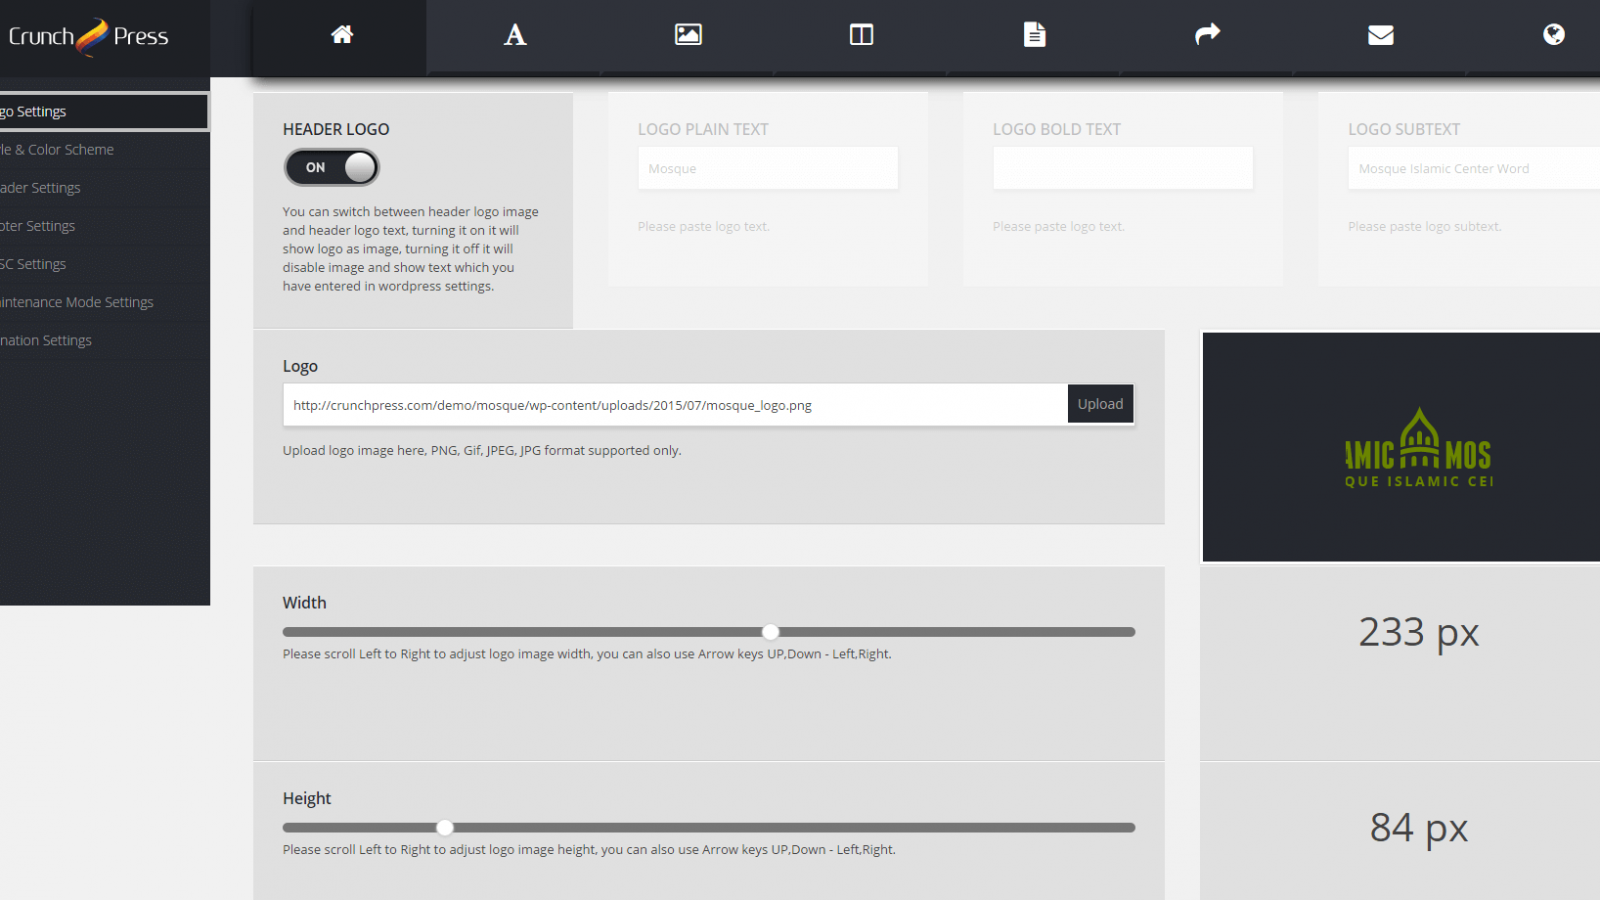 Crunch Press
go Settings
le & Color Scheme
ader Settings
oter Settings
SC Settings
intenance Mode Settings
nation Settings
HEADER LOGO
ON
You can switch between header logo image
and header logo text, turning it on it will
show logo as image, turning it off it will
disable image and show text which you
have entered in wordpress settings.
LOGO PLAIN TEXT
Mosque
Please paste logo text.
LOGO BOLD TEXT
Please paste logo text.
LOGO SUBTEXT
Mosque Islamic Center Word
Please paste logo subtext.
Logo
http://crunchpress.com/demo/mosque/wp-content/uploads/2015/07/mosque_logo.png
Upload
Upload logo image here, PNG, Gif, JPEG, JPG format supported only.
AMIC MOS
QUE ISLAMIC CEI
Width
Please scroll Left to Right to adjust logo image width, you can also use Arrow keys UP,Down - Left,Right.
233 px
Height
Please scroll Left to Right to adjust logo image height, you can also use Arrow keys UP,Down - Left,Right.
84 px